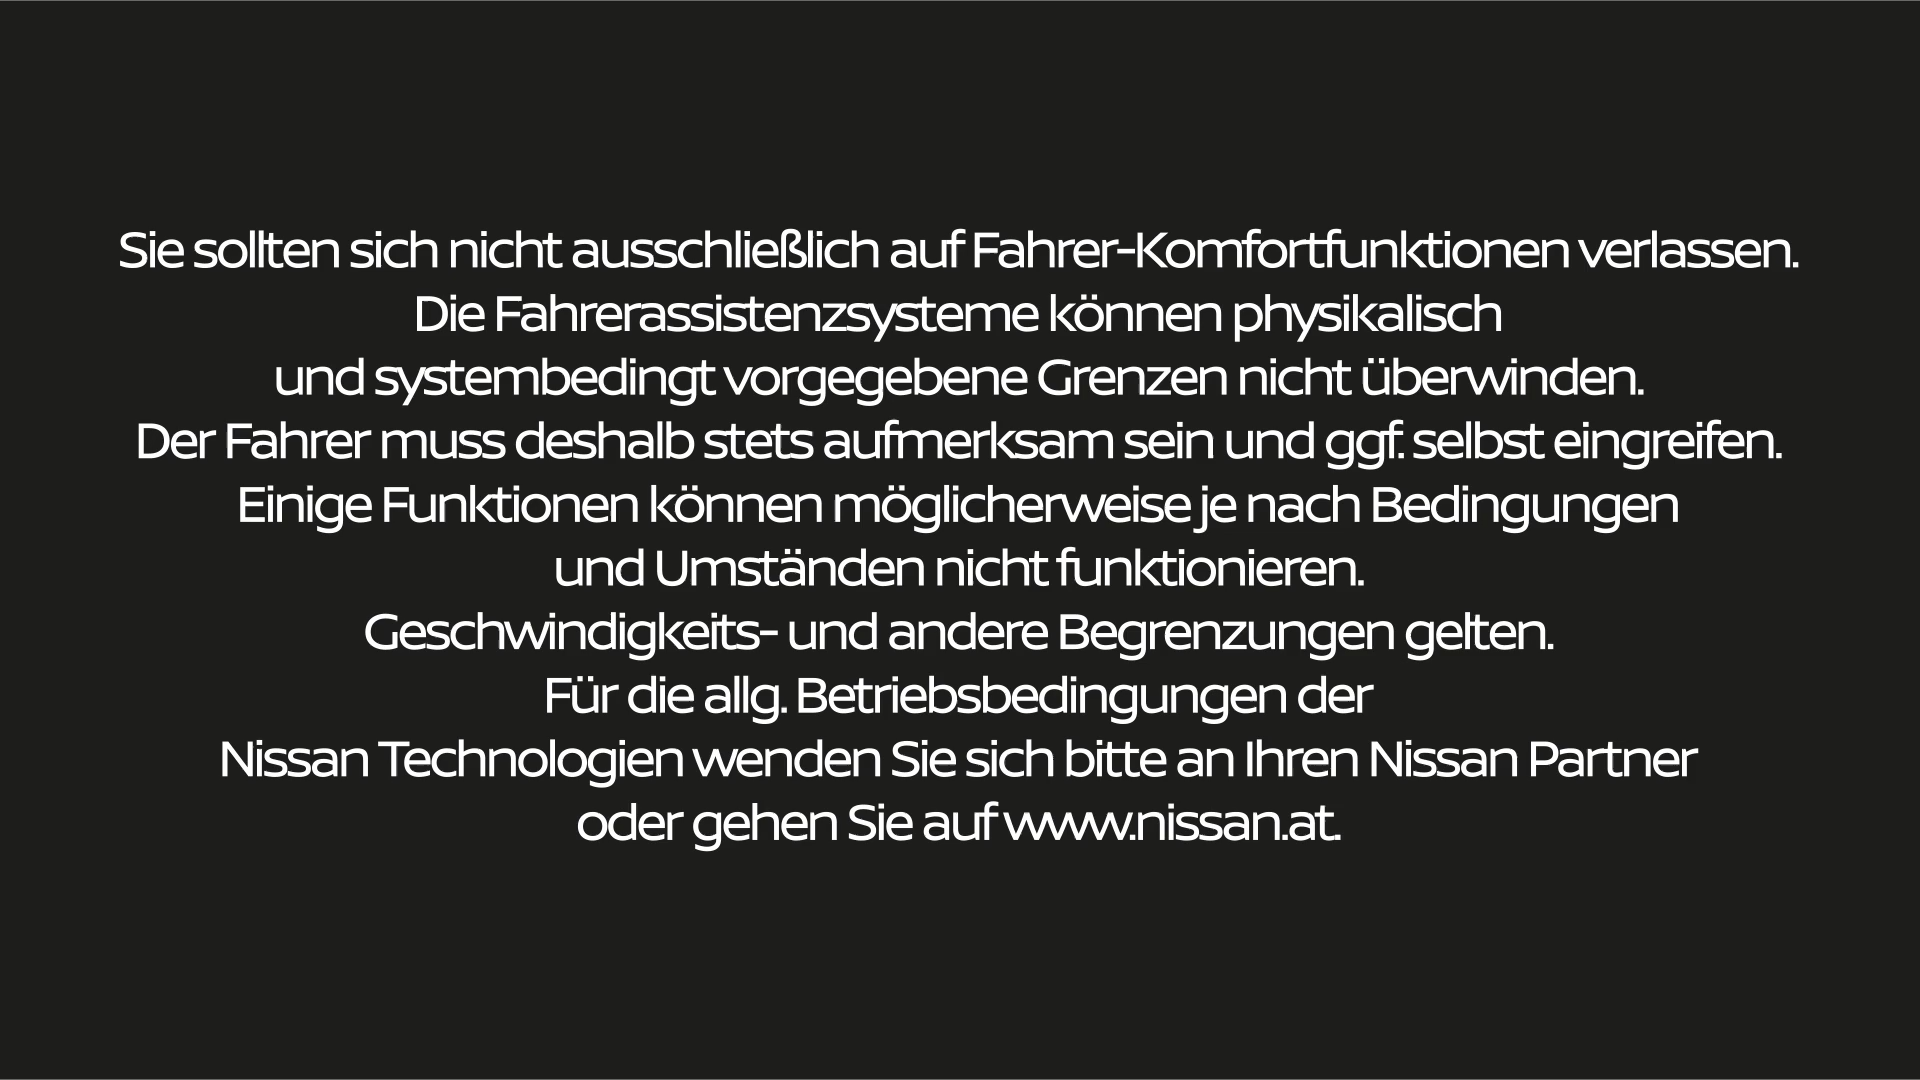 Sie sollten sich nicht ausschließlich auf Fahrer-Komfortfunktionen verlassen.
Die Fahrerassistenzsysteme können physikalisch
und systembedingt vorgegebene Grenzen nicht überwinden.
Der Fahrer muss deshalb stets aufmerksam sein und ggf. selbst eingreifen.
Einige Funktionen können möglicherweise je nach Bedingungen
und Umständen nicht funktionieren.
Geschwindigkeits- und andere Begrenzungen gelten.
Für die allg. Betriebsbedingungen der
Nissan Technologien wenden Sie sich bitte an Ihren Nissan Partner
oder gehen Sie auf www.nissan.at.